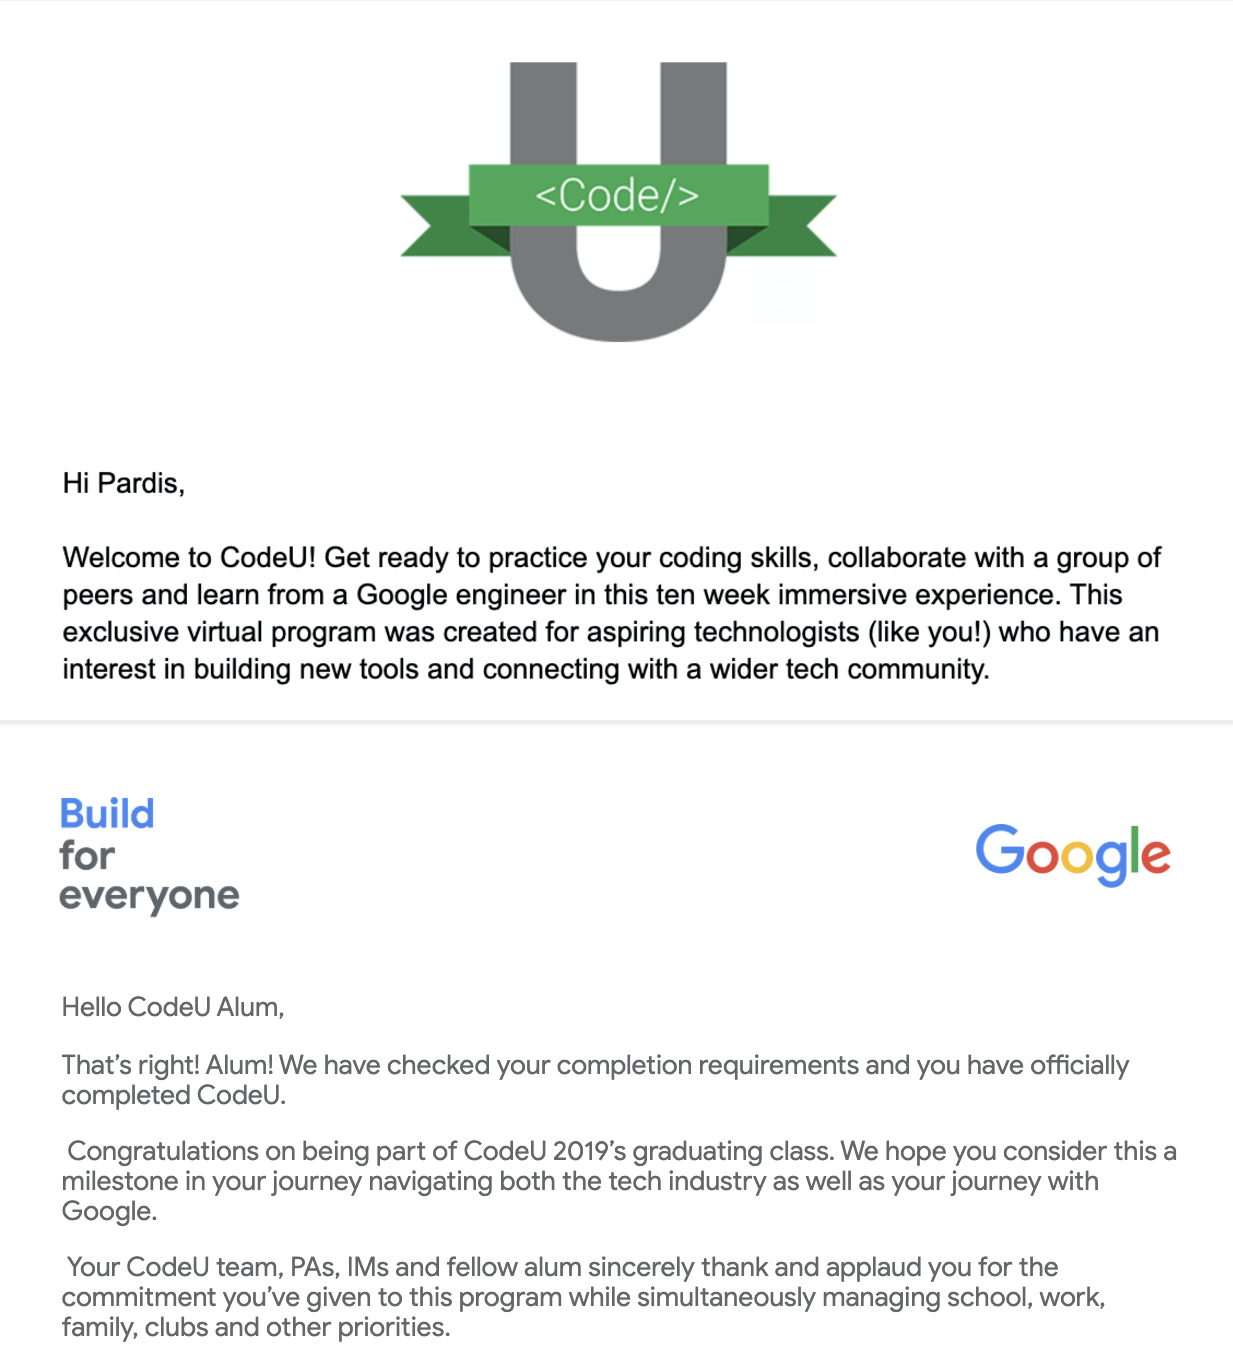 U
<Code/>
Hi Pardis,
Welcome to CodeU! Get ready to practice your coding skills, collaborate with a group of
peers and learn from a Google engineer in this ten week immersive experience. This
exclusive virtual program was created for aspiring technologists (like you!) who have an
interest in building new tools and connecting with a wider tech community.
Build
for
everyone
Google
Hello CodeU Alum,
That’s right! Alum! We have checked your completion requirements and you have officially
completed CodeU.
Congratulations on being part of CodeU 2019’s graduating class. We hope you consider this a
milestone in your journey navigating both the tech industry as well as your journey with
Google.
Your CodeU team, PAs, IMs and fellow alum sincerely thank and applaud you for the
commitment you’ve given to this program while simultaneously managing school, work,
family, clubs and other priorities.